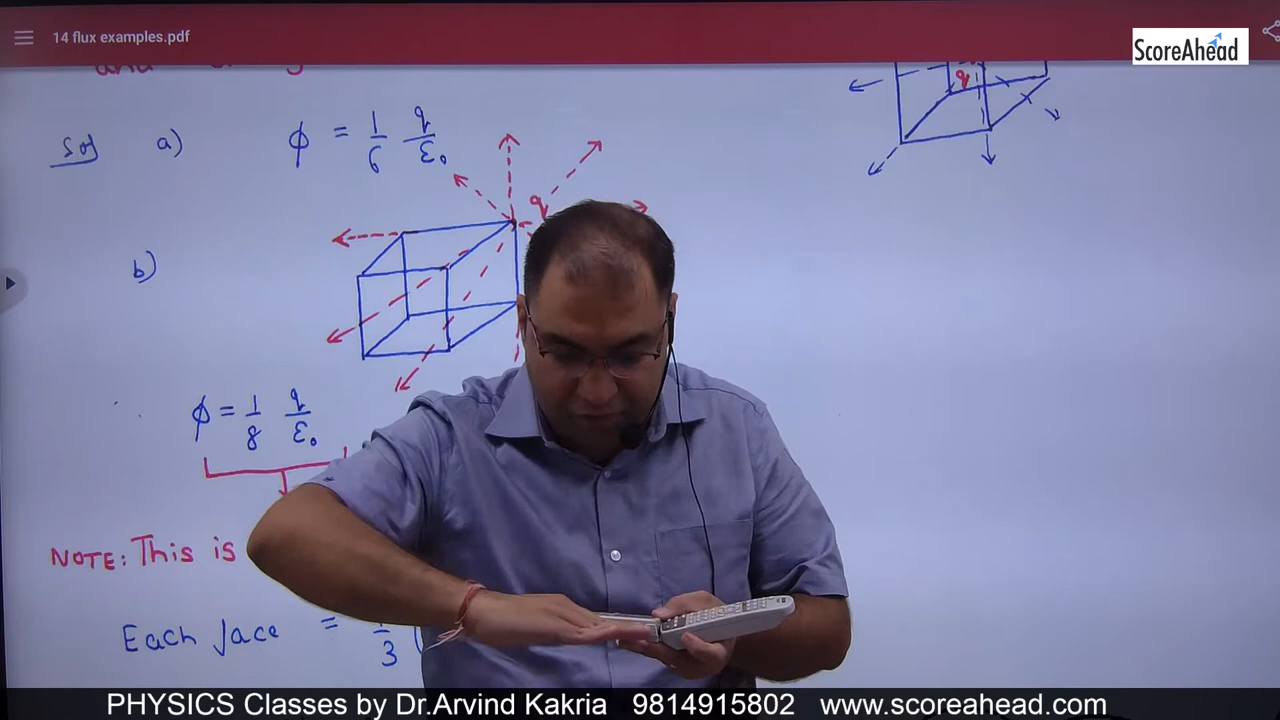 14 flux examples.pdf
ScoreAhead
and
q
Sol a) ϕ = 1/6 q/ε₀
q
b)
ϕ = 1/8 q/ε₀
NOTE: This is
Each face = 1/3 (
PHYSICS Classes by Dr.Arvind Kakria 9814915802 www.scoreahead.com